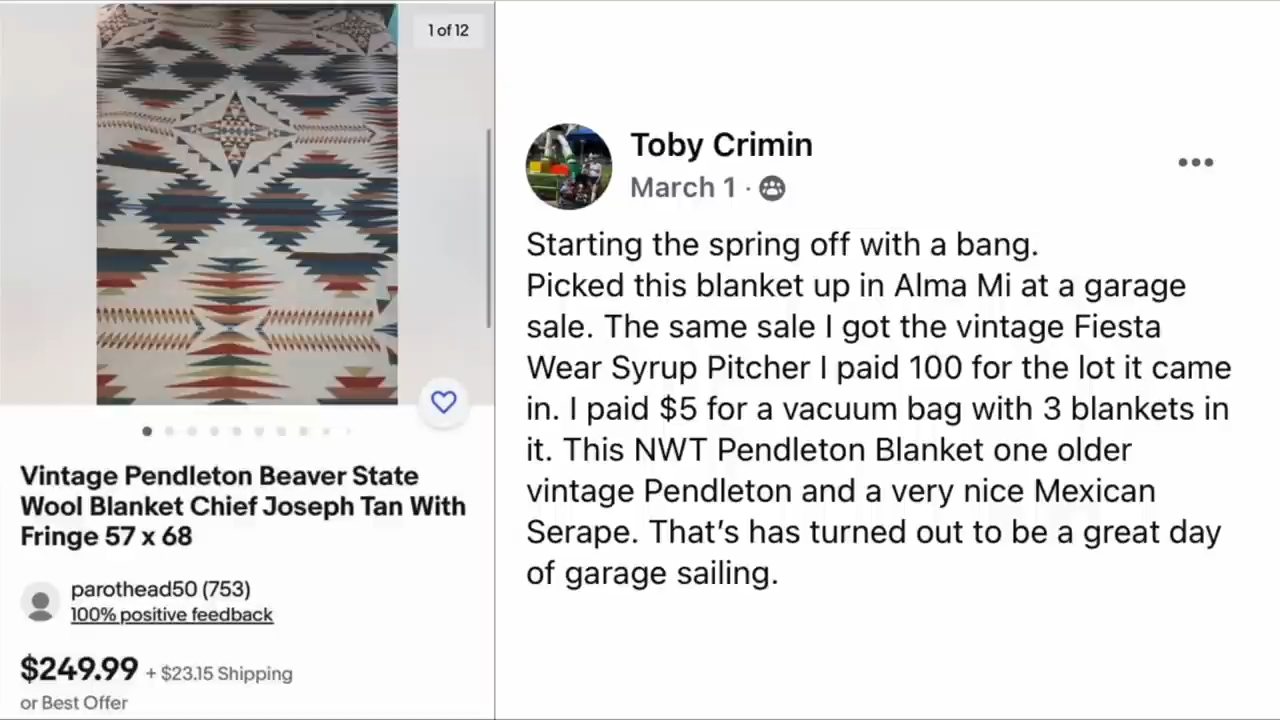 1 of 12
Vintage Pendleton Beaver State
Wool Blanket Chief Joseph Tan With
Fringe 57 x 68
parothead50 (753)
100% positive feedback
$249.99 + $23.15 Shipping
or Best Offer
Toby Crimin
March 1 ·
Starting the spring off with a bang.
Picked this blanket up in Alma Mi at a garage
sale. The same sale I got the vintage Fiesta
Wear Syrup Pitcher I paid 100 for the lot it came
in. I paid $5 for a vacuum bag with 3 blankets in
it. This NWT Pendleton Blanket one older
vintage Pendleton and a very nice Mexican
Serape. That’s has turned out to be a great day
of garage sailing.